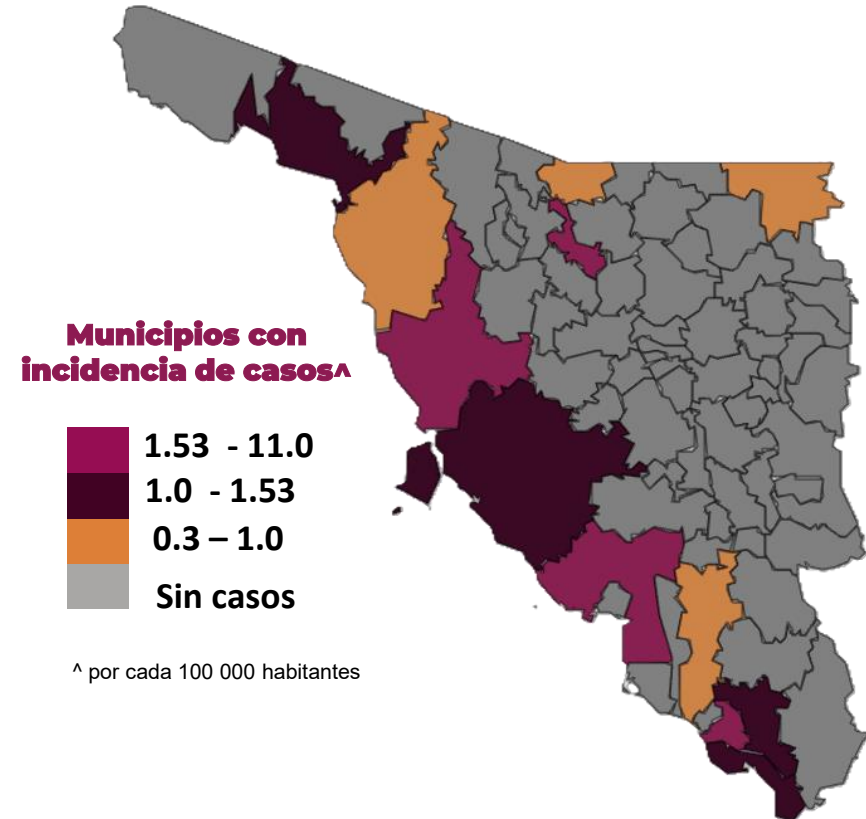 Municipios con
incidencia de casos^
1.53 - 11.0
1.0 - 1.53
0.3 – 1.0
Sin casos
^ por cada 100 000 habitantes